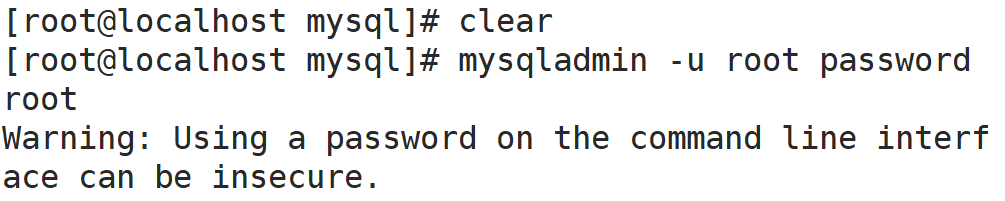 [root@localhost mysql]# clear
[root@localhost mysql]# mysqladmin -u root password
root
Warning: Using a password on the command line interf
ace can be insecure.